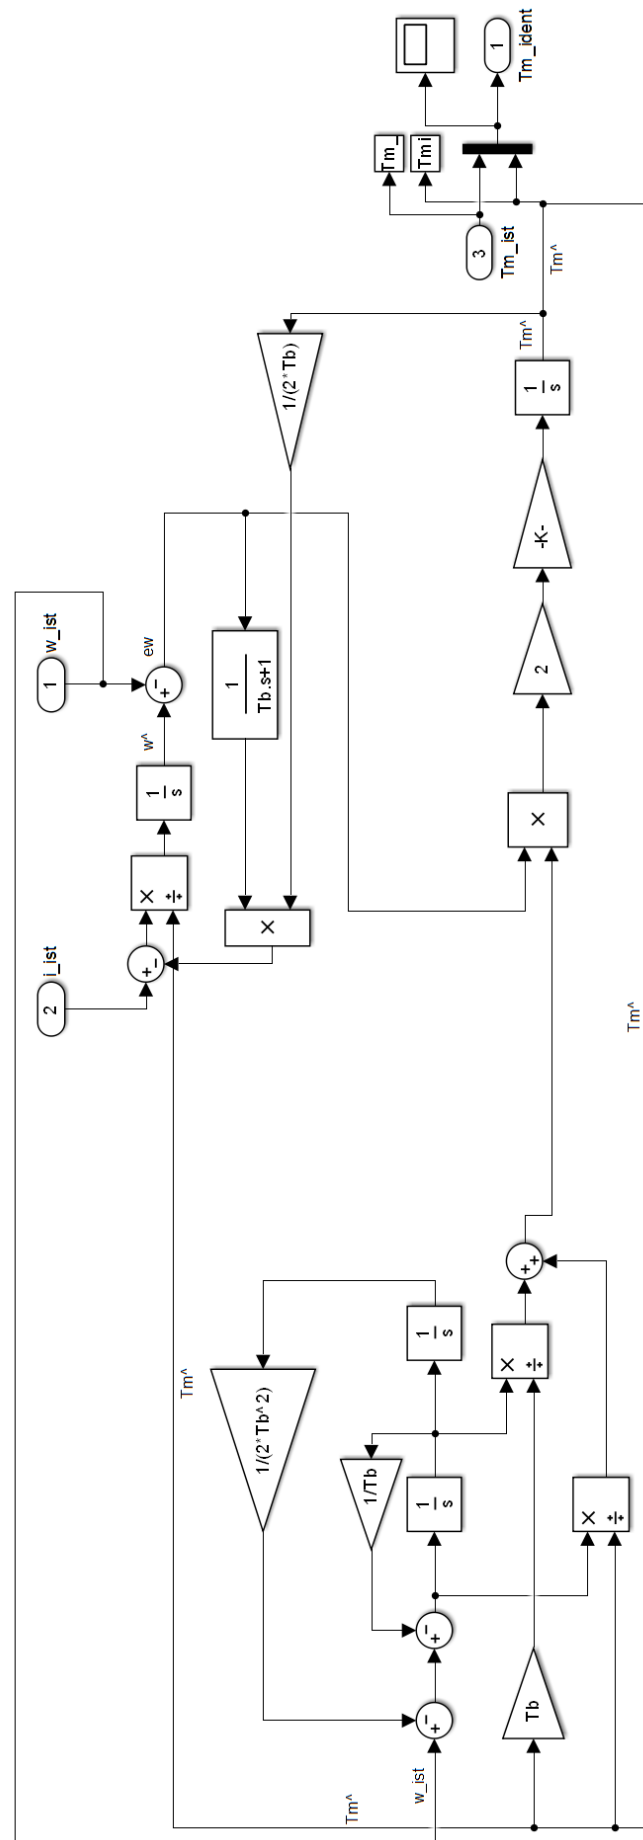 i_ist
2
w_ist
1
+
-
×
÷
1
s
w^
+
-
ew
Tm^
1
Tb.s+1
×
1/(2*Tb^2)
1/(2*Tb)
Tm^
1/Tb
Tm_
Tmi
w_ist
+
-
+
-
1
s
1
s
3
Tm_ist
1
Tm_ident
Tb
×
÷
+
+
×
2
-K-
1
s
Tm^
Tm^
×
÷
Tm^